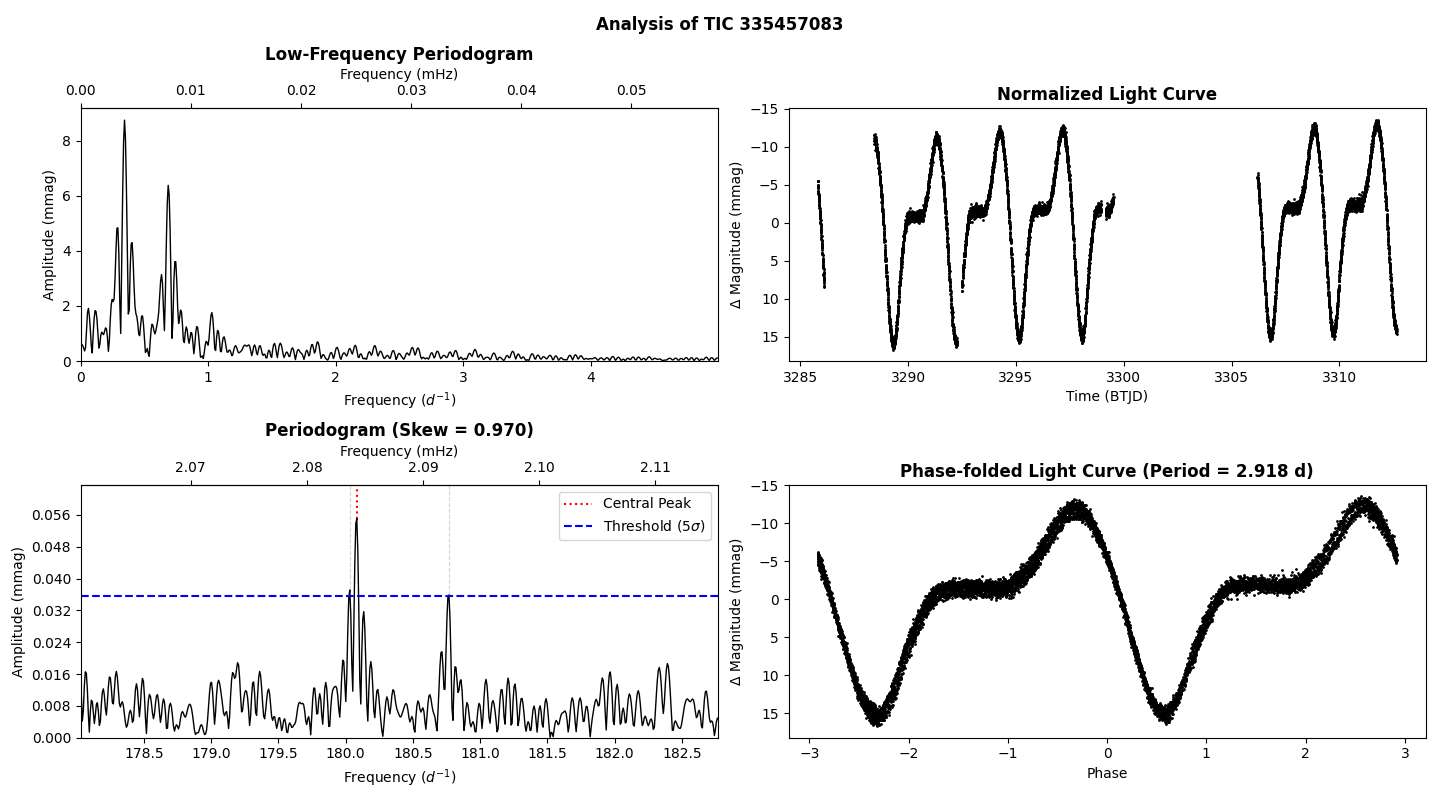 Analysis of TIC 335457083
Low-Frequency Periodogram
Frequency (mHz)
0.00 0.01 0.02 0.03 0.04 0.05
Amplitude (mmag)
8
6
4
2
0
0 1 2 3 4
Frequency (d⁻¹)
Normalized Light Curve
Δ Magnitude (mmag)
−15
−10
−5
0
5
10
15
3285 3290 3295 3300 3305 3310
Time (BTJD)
Periodogram (Skew = 0.970)
Frequency (mHz)
2.07 2.08 2.09 2.10 2.11
Central Peak
Threshold (5σ)
Amplitude (mmag)
0.056
0.048
0.040
0.032
0.024
0.016
0.008
0.000
178.5 179.0 179.5 180.0 180.5 181.0 181.5 182.0 182.5
Frequency (d⁻¹)
Phase-folded Light Curve (Period = 2.918 d)
Δ Magnitude (mmag)
−15
−10
−5
0
5
10
15
−3 −2 −1 0 1 2 3
Phase